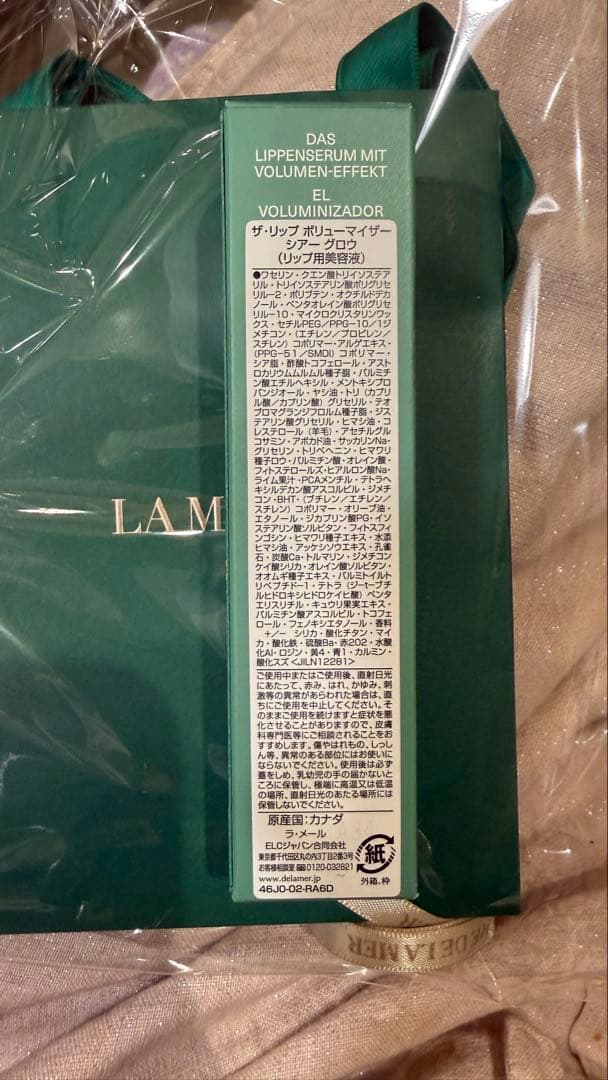 DAS
LIPPENSERUM MIT
VOLUMEN-EFFEKT
EL
VOLUMINIZADOR
ザ・リップ ボリューマイザー
シアー グロウ
(リップ用美容液)
●ワセリン・クエン酸トリイソステア
リル・トリイソステアリン酸ポリグリセ
リル-2・ポリブテン・オクチルドデカ
ノール・ペンタオレイン酸ポリグリセ
リル-10・マイクロクリスタリンワッ
クス・セチルPEG/PPG-10/1ジ
メチコン・(エチレン/プロピレン/
スチレン)コポリマー・アルゲエキス・
(PPG-51/SMDI)コポリマー・
シア脂・酢酸トコフェロール・アスト
ロカリウムムルムル種子脂・パルミチ
ン酸エチルヘキシル・メントキシプロ
パンジオール・ヤシ油・トリ(カプリ
ル酸/カプリン酸)グリセリル・テオ
ブロマグランジフロルム種子脂・ジス
テアリン酸グリセリル・ヒマシ油・コ
レステロール(羊毛)・アセチルグル
コサミン・アボカド油・サッカリンNa・
グリセリン・トリベヘニン・ヒマワリ
種子ロウ・パルミチン酸・オレイン酸・
フィトステロールズ・ヒアルロン酸Na・
ライム果汁・PCAメンチル・テトラヘ
キシルデカン酸アスコルビル・ジメチ
コン・BHT・(ブチレン/エチレン/
スチレン)コポリマー・オリーブ油・
エタノール・ジカプリン酸PG・イソ
ステアリン酸ソルビタン・フィトスフィ
ンゴシン・ヒマワリ種子エキス・水添
ヒマシ油・アッケシソウエキス・孔雀
石・炭酸Ca・トルマリン・ジメチコン
ケイ酸シリカ・オレイン酸ソルビタン・
オオムギ種子エキス・パルミトイルト
リペプチド-1・テトラ(ジ-t-ブチ
ルヒドロキシヒドロケイヒ酸)ペンタ
エリスリチル・キュウリ果実エキス・
パルミチン酸アスコルビル・トコフェ
ロール・フェノキシエタノール・香料
+/- シリカ・酸化チタン・マイ
カ・酸化鉄・硫酸Ba・赤202・水酸
化Al・ロジン・黄4・青1・カルミン・
酸化スズ <JILN12281>
ご使用中またはご使用後、直射日光
にあたって、赤み、はれ、かゆみ、刺
激等の異常があらわれた場合は、直
ちにご使用を中止してください。そ
のままご使用を続けますと症状を悪
化させることがありますので、皮膚
科専門医等にご相談されることをお
すすめします。傷やはれもの、しっし
ん等、異常のある部位にはお使いに
ならないでください。使用後は必ず
蓋をしめ、乳幼児の手の届かないと
ころに保管し、極端に高温又は低温
の場所、直射日光のあたる場所には
保管しないでください。
原産国:カナダ
ラ・メール
ELCジャパン合同会社
東京都千代田区丸の内3丁目2番3号
お客様相談室 0120-032821
www.delamer.jp
46J0-02-RA6D
紙
外箱、枠
LA M
DE LA MER